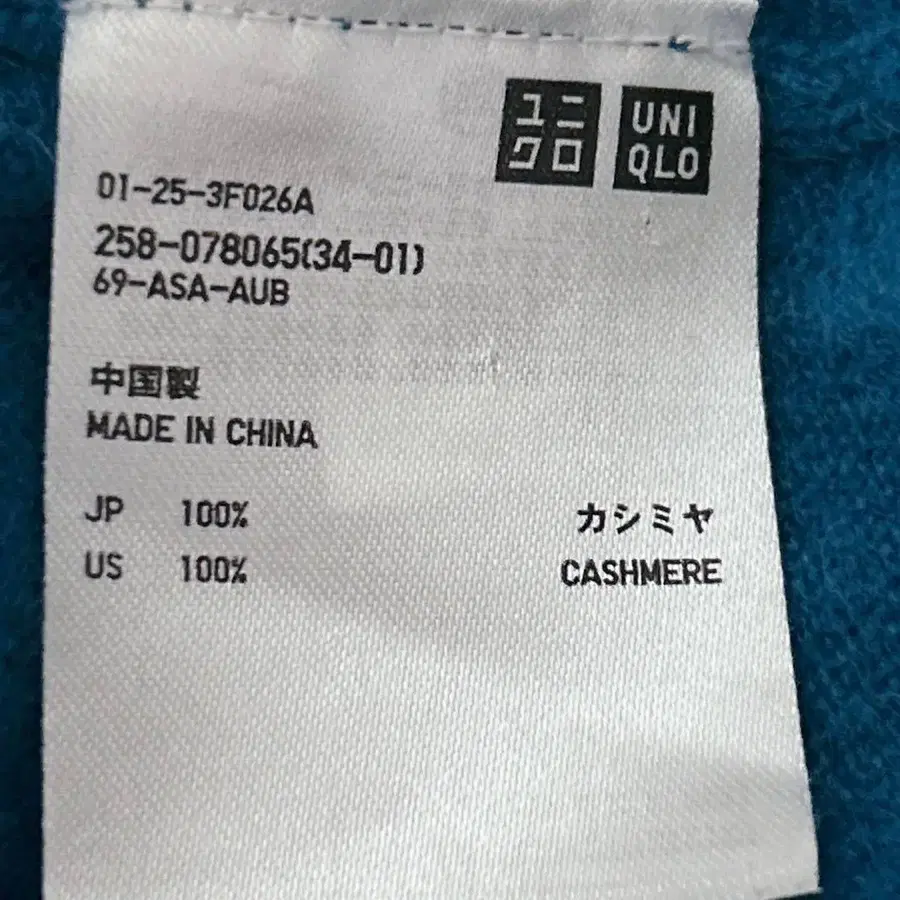 ユニ
クロ
UNI
QLO
01-25-3F026A
258-078065(34-01)
69-ASA-AUB
中国製
MADE IN CHINA
JP 100% カシミヤ
US 100% CASHMERE